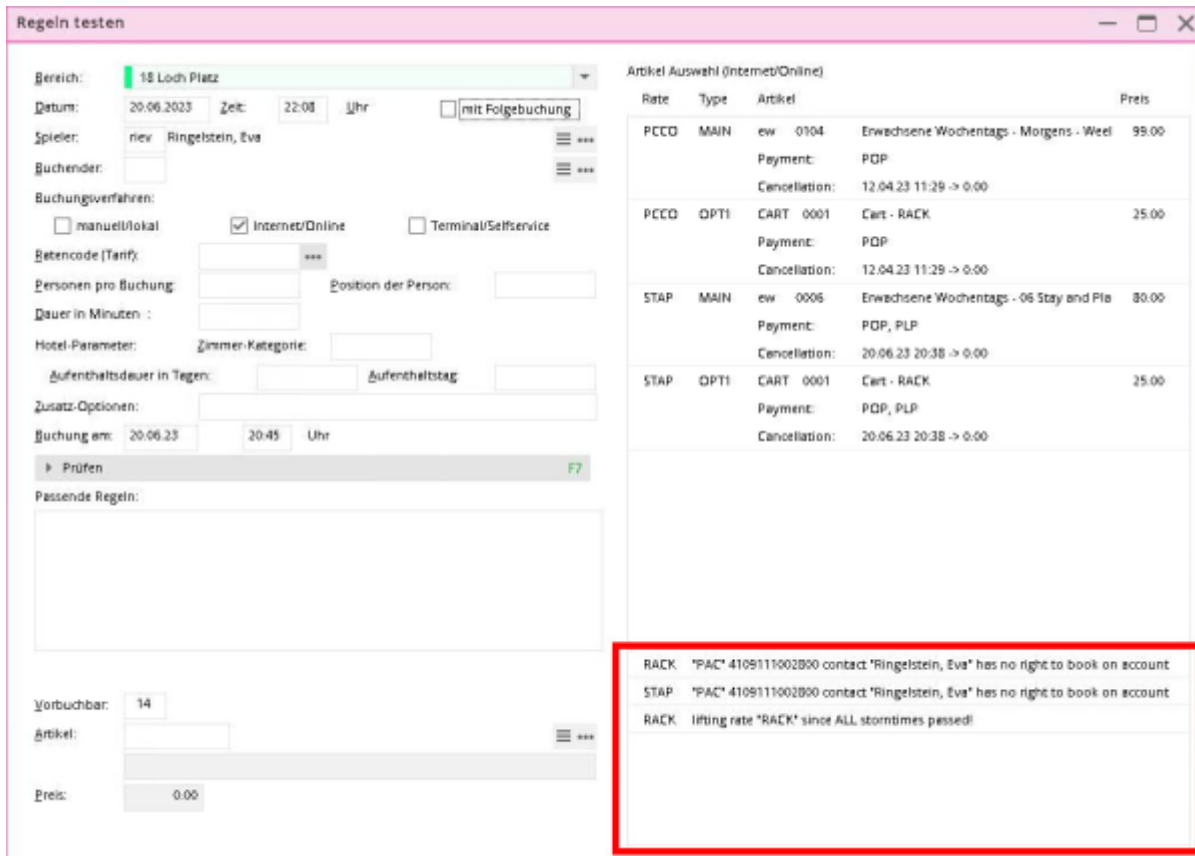 Regeln testen
Bereich: 18 Loch Platz
Datum: 20.06.2023 Zeit: 22:08 Uhr mit Folgebuchung
Spieler: riev Ringelstein, Eva
Buchender:
Buchungsverfahren:
manuell/lokal Internet/Online Terminal/Selfservice
Ratencode (Tarif):
Personen pro Buchung: Position der Person:
Dauer in Minuten :
Hotel-Parameter: Zimmer-Kategorie:
Aufenthaltsdauer in Tagen: Aufenthaltstag:
Zusatz-Optionen:
Buchung am: 20.06.23 20:45 Uhr
Prüfen F7
Passende Regeln:
Vorbuchbar: 14
Artikel:
Preis: 0.00
Artikel Auswahl (Internet/Online)
Rate Type Artikel Preis
PCCO MAIN ew 0104 Erwachsene Wochentags - Morgens - Weel 99.00
Payment: POP
Cancellation: 12.04.23 11:29 -> 0.00
PCCO OPT1 CART 0001 Cart - RACK 25.00
Payment: POP
Cancellation: 12.04.23 11:29 -> 0.00
STAP MAIN ew 0006 Erwachsene Wochentags - 06 Stay and Pla 80.00
Payment: POP, PLP
Cancellation: 20.06.23 20:38 -> 0.00
STAP OPT1 CART 0001 Cart - RACK 25.00
Payment: POP, PLP
Cancellation: 20.06.23 20:38 -> 0.00
RACK "PAC" 4109111002800 contact "Ringelstein, Eva" has no right to book on account
STAP "PAC" 4109111002800 contact "Ringelstein, Eva" has no right to book on account
RACK lifting rate "RACK" since ALL storntimes passed!